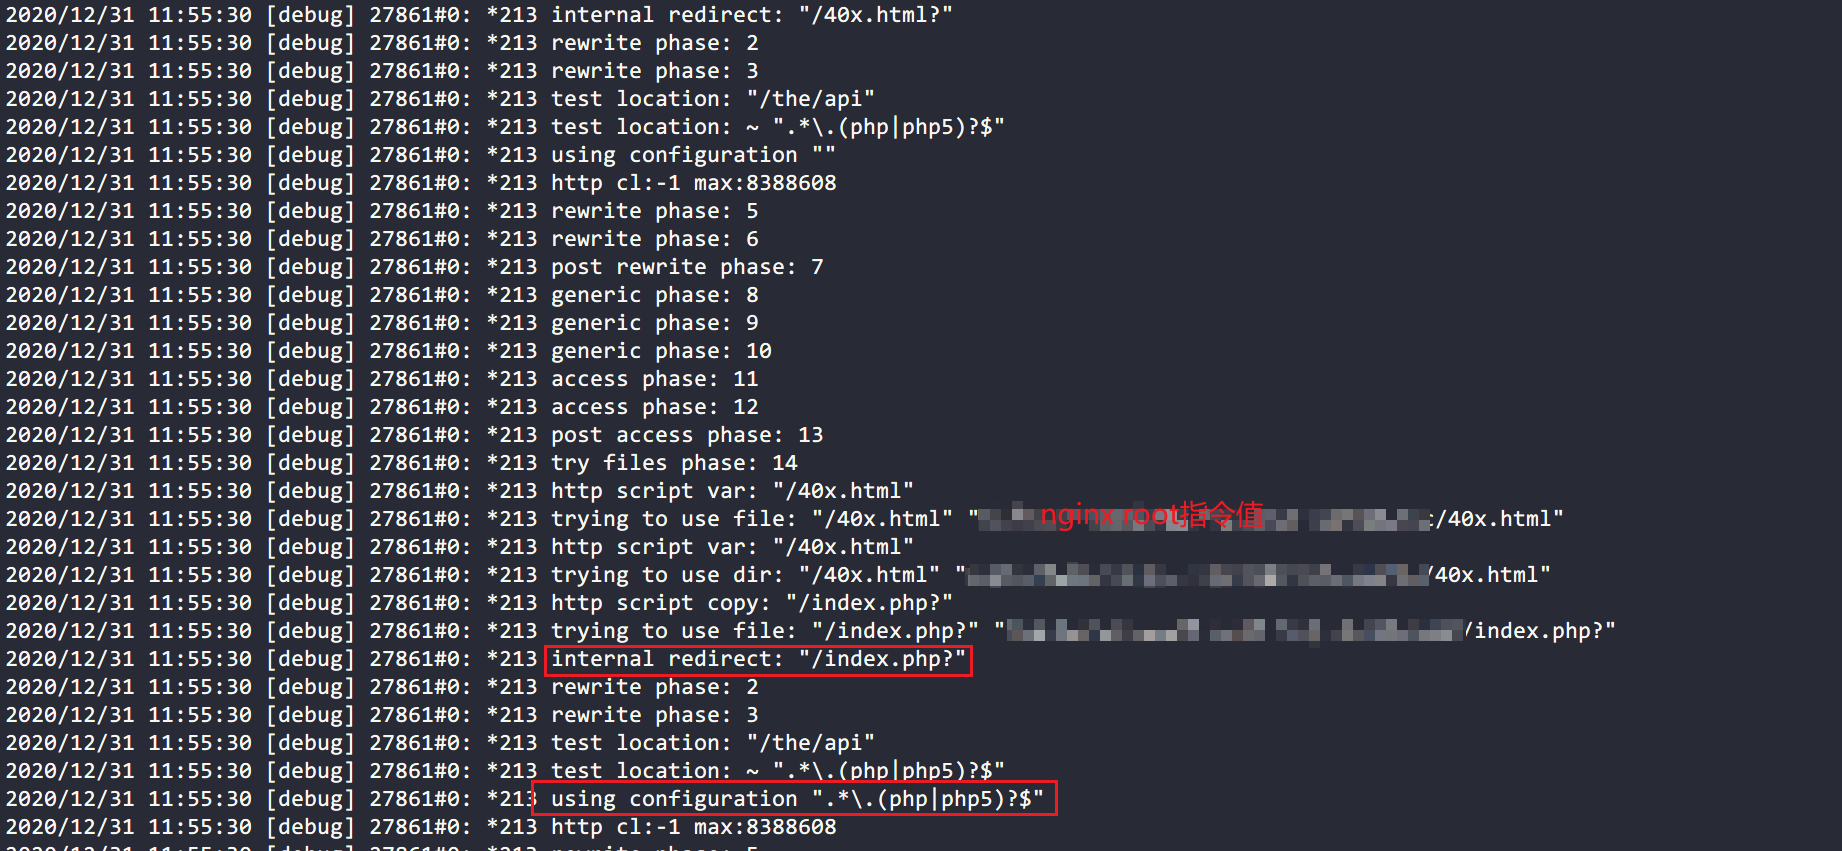 2020/12/31 11:55:30 [debug] 27861#0: *213 internal redirect: "/40x.html?"
2020/12/31 11:55:30 [debug] 27861#0: *213 rewrite phase: 2
2020/12/31 11:55:30 [debug] 27861#0: *213 rewrite phase: 3
2020/12/31 11:55:30 [debug] 27861#0: *213 test location: "/the/api"
2020/12/31 11:55:30 [debug] 27861#0: *213 test location: ~ ".*\.(php|php5)?$"
2020/12/31 11:55:30 [debug] 27861#0: *213 using configuration ""
2020/12/31 11:55:30 [debug] 27861#0: *213 http cl:-1 max:8388608
2020/12/31 11:55:30 [debug] 27861#0: *213 rewrite phase: 5
2020/12/31 11:55:30 [debug] 27861#0: *213 rewrite phase: 6
2020/12/31 11:55:30 [debug] 27861#0: *213 post rewrite phase: 7
2020/12/31 11:55:30 [debug] 27861#0: *213 generic phase: 8
2020/12/31 11:55:30 [debug] 27861#0: *213 generic phase: 9
2020/12/31 11:55:30 [debug] 27861#0: *213 generic phase: 10
2020/12/31 11:55:30 [debug] 27861#0: *213 access phase: 11
2020/12/31 11:55:30 [debug] 27861#0: *213 access phase: 12
2020/12/31 11:55:30 [debug] 27861#0: *213 post access phase: 13
2020/12/31 11:55:30 [debug] 27861#0: *213 try files phase: 14
2020/12/31 11:55:30 [debug] 27861#0: *213 http script var: "/40x.html"
2020/12/31 11:55:30 [debug] 27861#0: *213 trying to use file: "/40x.html" "nginx root指令值 /40x.html"
2020/12/31 11:55:30 [debug] 27861#0: *213 http script var: "/40x.html"
2020/12/31 11:55:30 [debug] 27861#0: *213 trying to use dir: "/40x.html" "/40x.html"
2020/12/31 11:55:30 [debug] 27861#0: *213 http script copy: "/index.php?"
2020/12/31 11:55:30 [debug] 27861#0: *213 trying to use file: "/index.php?" "/index.php?"
2020/12/31 11:55:30 [debug] 27861#0: *213 internal redirect: "/index.php?"
2020/12/31 11:55:30 [debug] 27861#0: *213 rewrite phase: 2
2020/12/31 11:55:30 [debug] 27861#0: *213 rewrite phase: 3
2020/12/31 11:55:30 [debug] 27861#0: *213 test location: "/the/api"
2020/12/31 11:55:30 [debug] 27861#0: *213 test location: ~ ".*\.(php|php5)?$"
2020/12/31 11:55:30 [debug] 27861#0: *213 using configuration ".*\.(php|php5)?$"
2020/12/31 11:55:30 [debug] 27861#0: *213 http cl:-1 max:8388608